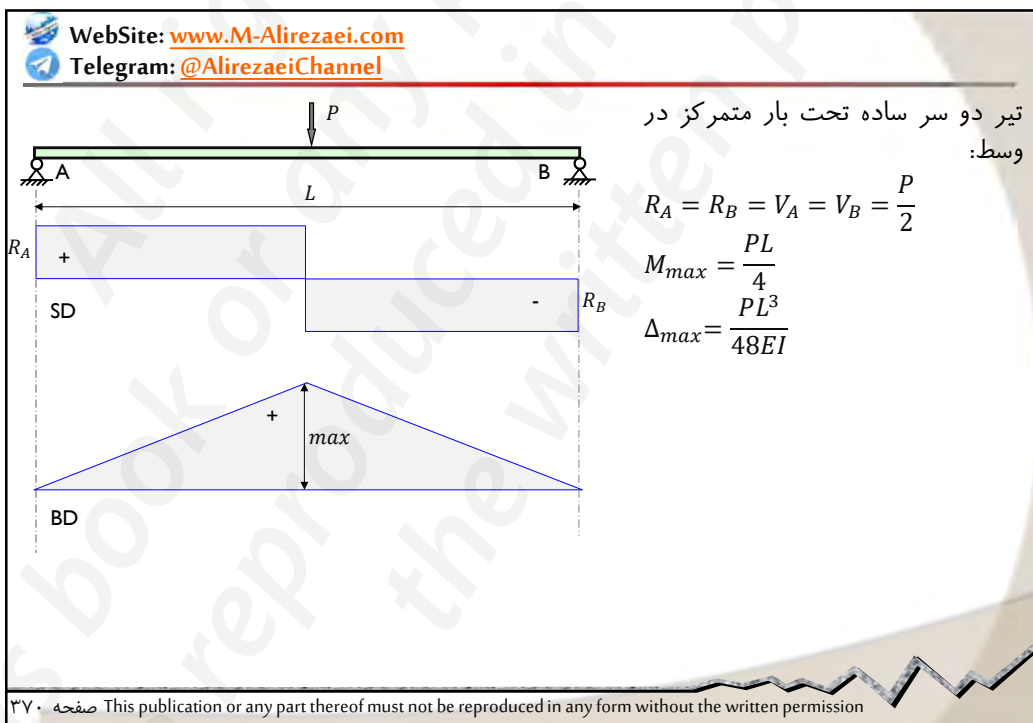 WebSite: www.M-Alirezaei.com
Telegram: @AlirezaeiChannel
تیر دو سر ساده تحت بار متمرکز در
وسط:
R_A = R_B = V_A = V_B = P/2
M_max = PL/4
Δ_max = PL³/48EI
P
A
B
L
R_A
+
SD
-
R_B
+
max
BD
صفحه ۳۷۰ This publication or any part thereof must not be reproduced in any form without the written permission